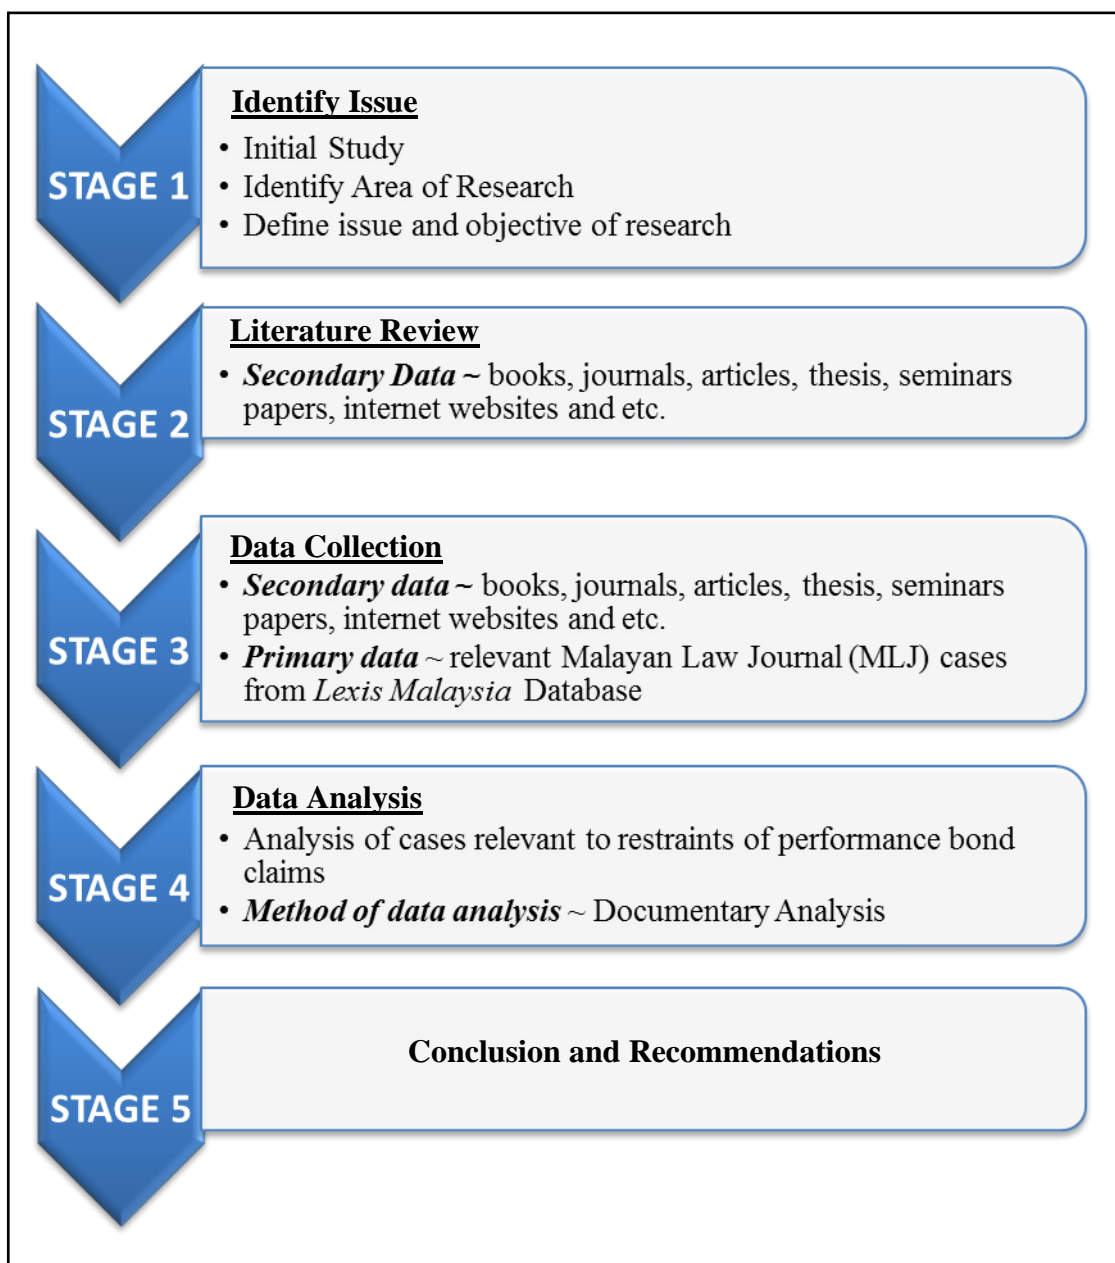 STAGE 1
Identify Issue
• Initial Study
• Identify Area of Research
• Define issue and objective of research
STAGE 2
Literature Review
• Secondary Data ~ books, journals, articles, thesis, seminars
papers, internet websites and etc.
STAGE 3
Data Collection
• Secondary data ~ books, journals, articles, thesis, seminars
papers, internet websites and etc.
• Primary data ~ relevant Malayan Law Journal (MLJ) cases
from Lexis Malaysia Database
STAGE 4
Data Analysis
• Analysis of cases relevant to restraints of performance bond
claims
• Method of data analysis ~ Documentary Analysis
STAGE 5
Conclusion and Recommendations